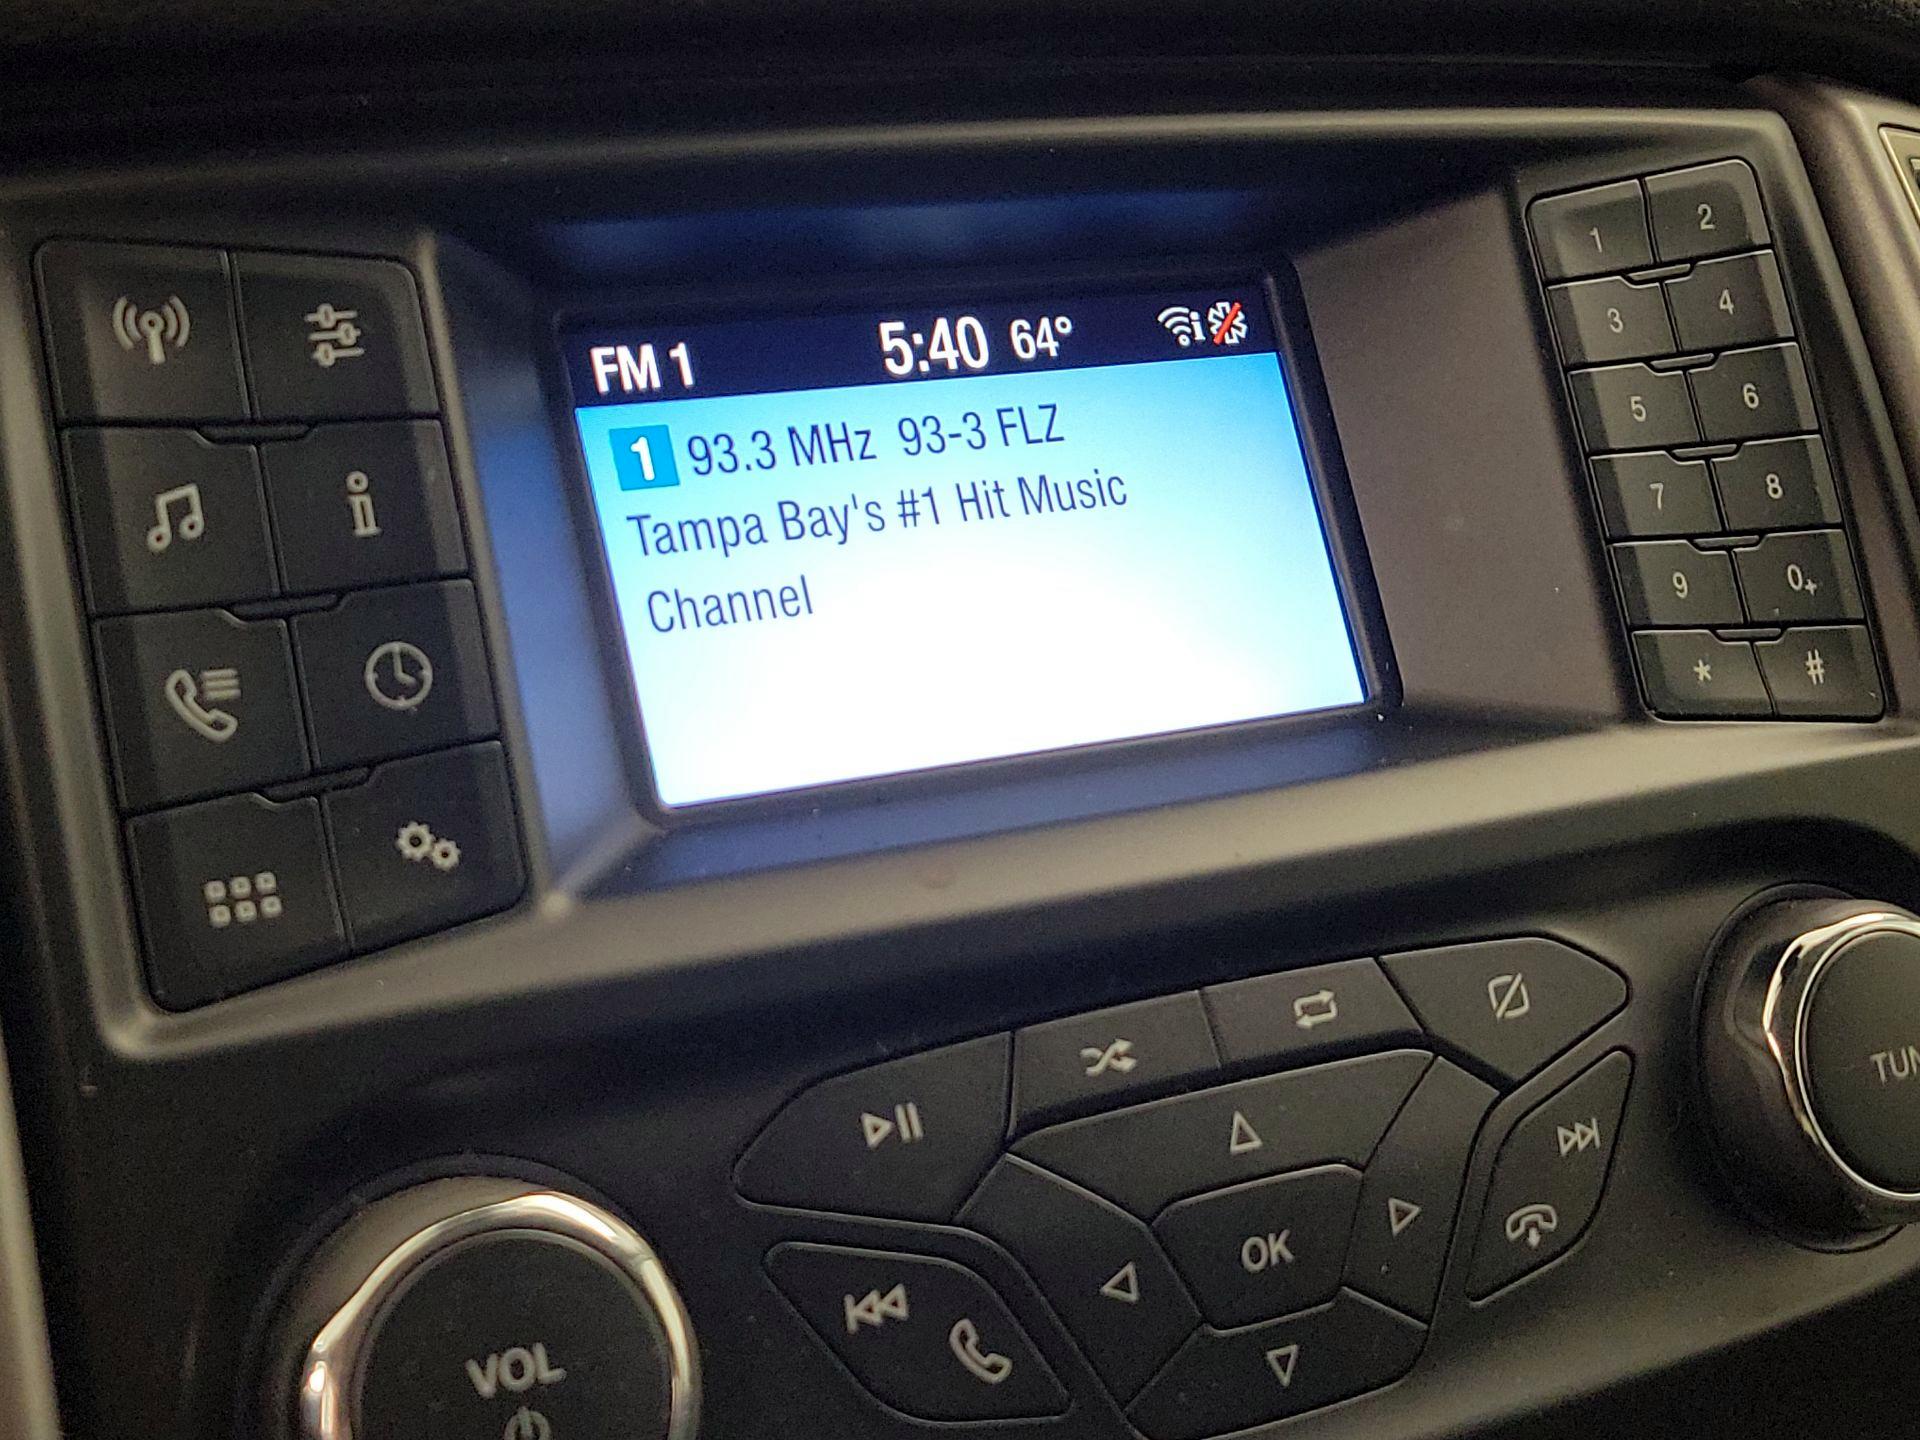 FM 1 5:40 64°
1 93.3 MHz 93-3 FLZ
Tampa Bay's #1 Hit Music
Channel
1 2
3 4
5 6
7 8
9 0+
* #
OK
VOL